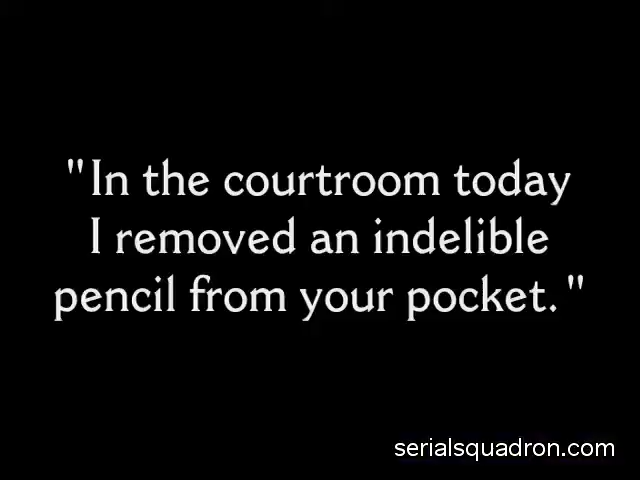 "In the courtroom today
I removed an indelible
pencil from your pocket."
serialsquadron.com